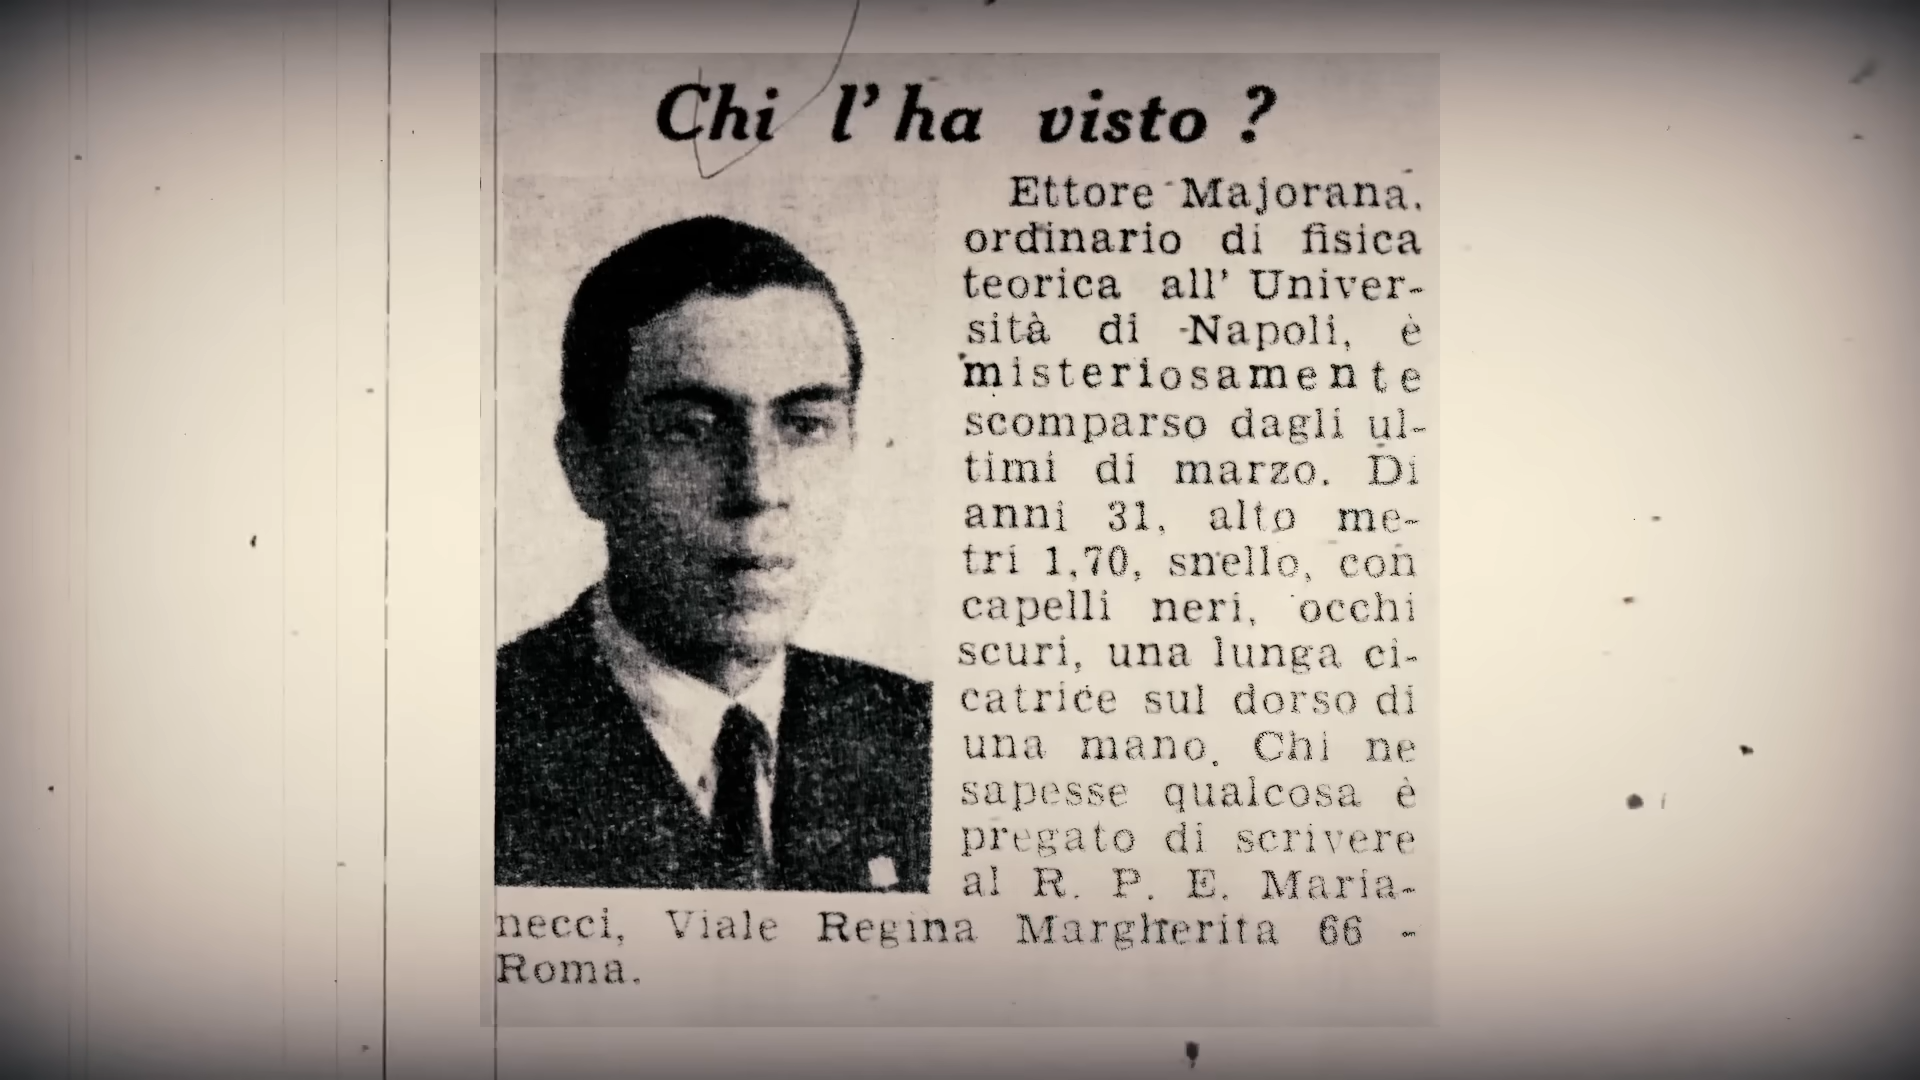 Chi l'ha visto ?
Ettore Majorana,
ordinario di fisica
teorica all' Univer-
sità di Napoli, è
misteriosamente
scomparso dagli ul-
timi di marzo. Di
anni 31, alto me-
tri 1,70, snello, con
capelli neri, occhi
scuri, una lunga ci-
catrice sul dorso di
una mano. Chi ne
sapesse qualcosa è
pregato di scrivere
al R. P. E. Maria-
necci, Viale Regina Margherita 66 -
Roma.